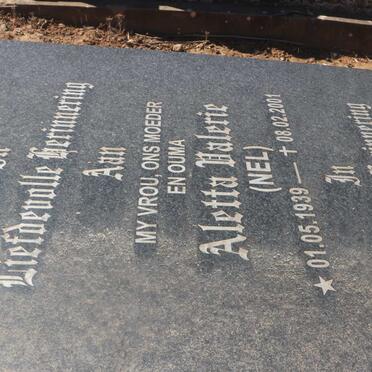 Liefdevolle Herinnering
Aan
MY VROU, ONS MOEDER
EN OUMA
Aletta Valerie
(NEL)
★ 01.05.1939 — ✝ 08.02.2001
In